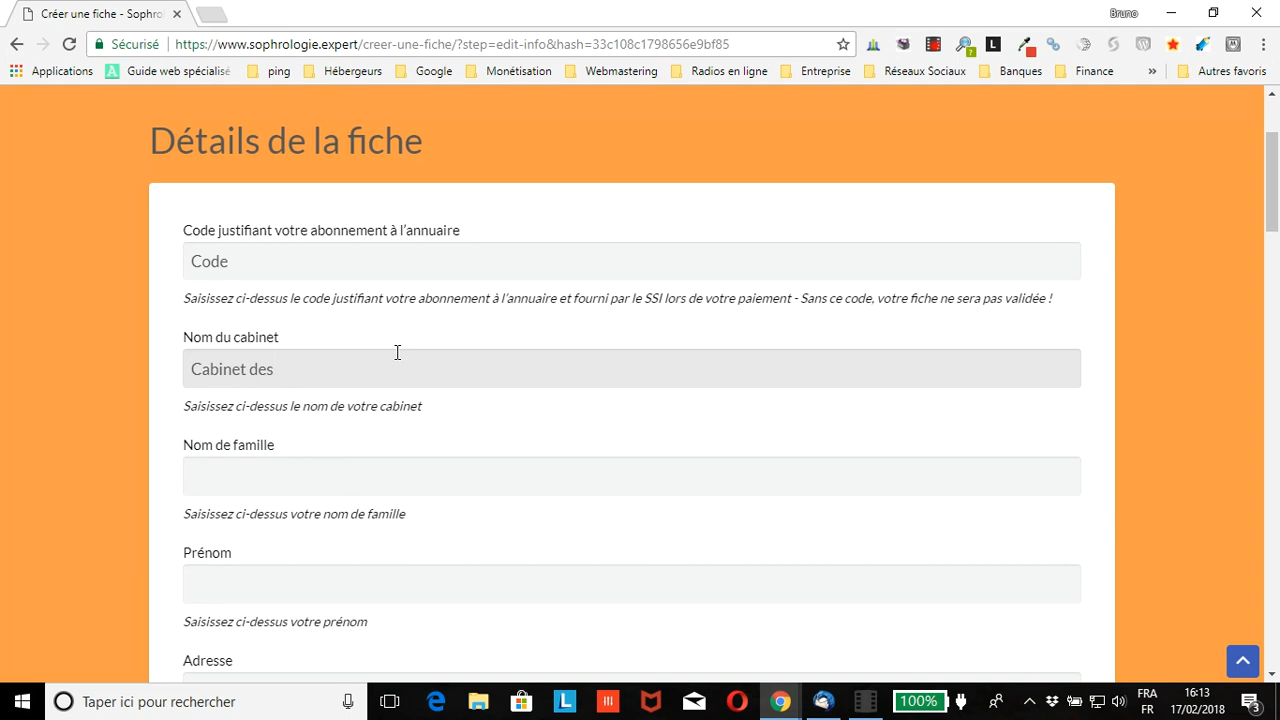 Créer une fiche - Sophrol
Bruno
Sécurisé https://www.sophrologie.expert/creer-une-fiche/?step=edit-info&hash=33c108c1798656e9bf85
Applications Guide web spécialisé ping Hébergeurs Google Monétisation Webmastering Radios en ligne Entreprise Réseaux Sociaux Banques Finance » Autres favoris
Détails de la fiche
Code justifiant votre abonnement à l'annuaire
Code
Saisissez ci-dessus le code justifiant votre abonnement à l'annuaire et fourni par le SSI lors de votre paiement - Sans ce code, votre fiche ne sera pas validée !
Nom du cabinet
Cabinet des
Saisissez ci-dessus le nom de votre cabinet
Nom de famille
Saisissez ci-dessus votre nom de famille
Prénom
Saisissez ci-dessus votre prénom
Adresse
Taper ici pour rechercher
100%
FRA
FR
16:13
17/02/2018
3